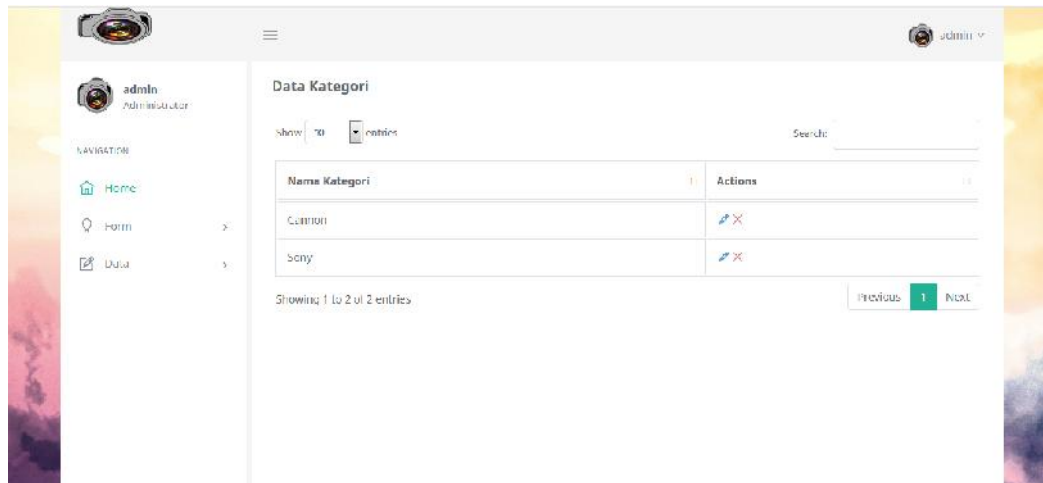 admin
admin
Administrator
NAVIGATION
Home
Form
Data
Data Kategori
Show 10 entries
Search:
Nama Kategori Actions
Cannon
Sony
Showing 1 to 2 of 2 entries
Previous 1 Next